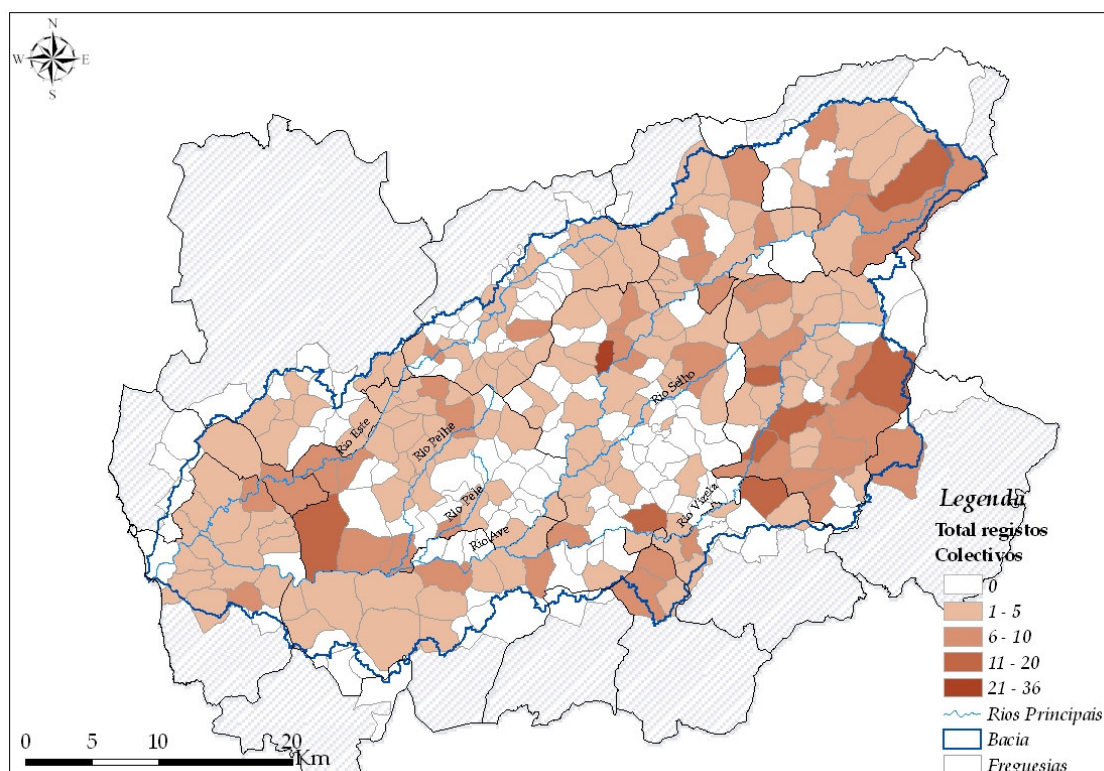 N
W E
S
Rio Selho
Rio Este
Rio Pelhe
Rio Pele
Rio Vizela
Rio Ave
Legenda
Total registos
Colectivos
0
1 - 5
6 - 10
11 - 20
21 - 36
Rios Principais
Bacia
Freguesias
0 5 10 20
Km